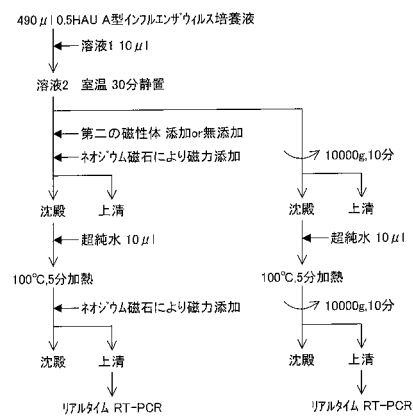 490μl 0.5HAU A型インフルエンザウィルス培養液
溶液1 10μl
溶液2 室温 30分静置
第二の磁性体 添加or無添加
ネオジウム磁石により磁力添加
10000g,10分
沈殿 上清 沈殿 上清
超純水 10μl 超純水 10μl
100℃,5分加熱 100℃,5分加熱
ネオジウム磁石により磁力添加 10000g,10分
沈殿 上清 沈殿 上清
リアルタイム RT-PCR リアルタイム RT-PCR